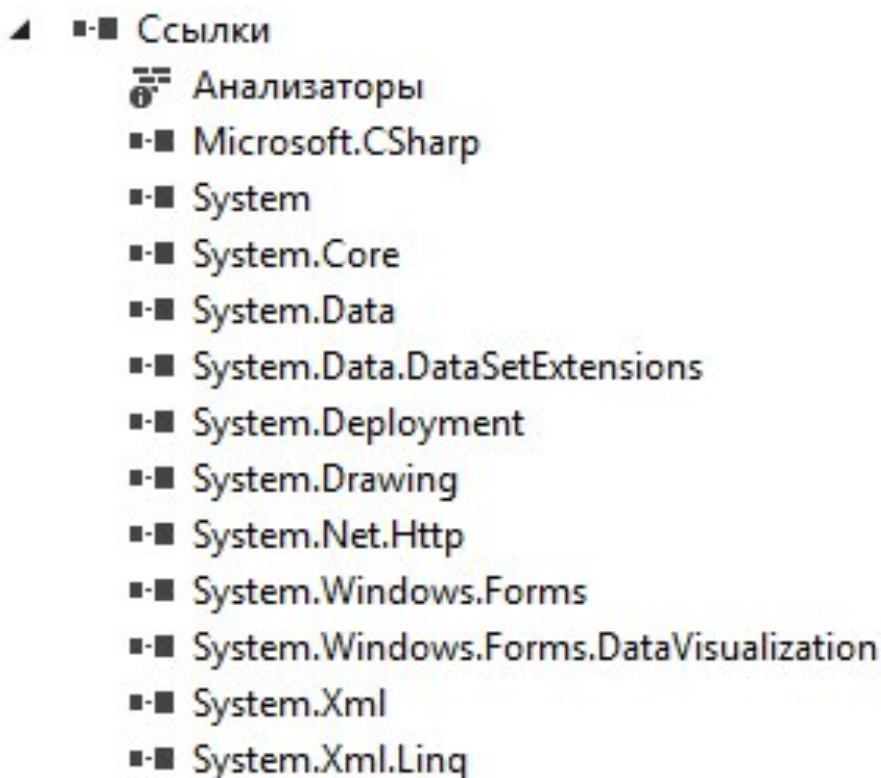 Ссылки
Анализаторы
Microsoft.CSharp
System
System.Core
System.Data
System.Data.DataSetExtensions
System.Deployment
System.Drawing
System.Net.Http
System.Windows.Forms
System.Windows.Forms.DataVisualization
System.Xml
System.Xml.Linq